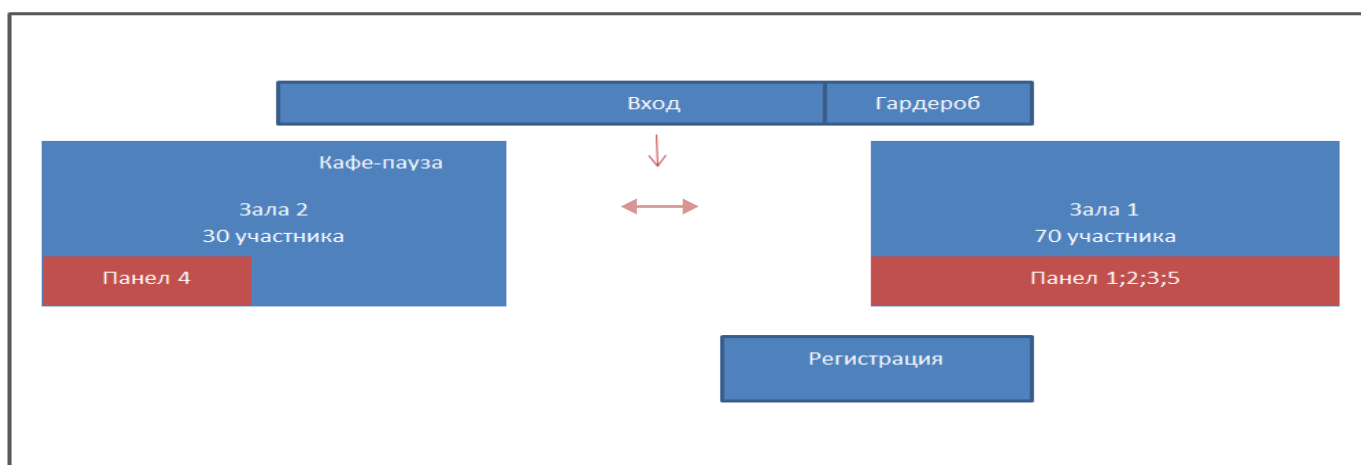 Вход
Гардероб
Кафе-пауза
Зала 2
30 участника
Панел 4
Зала 1
70 участника
Панел 1;2;3;5
Регистрация